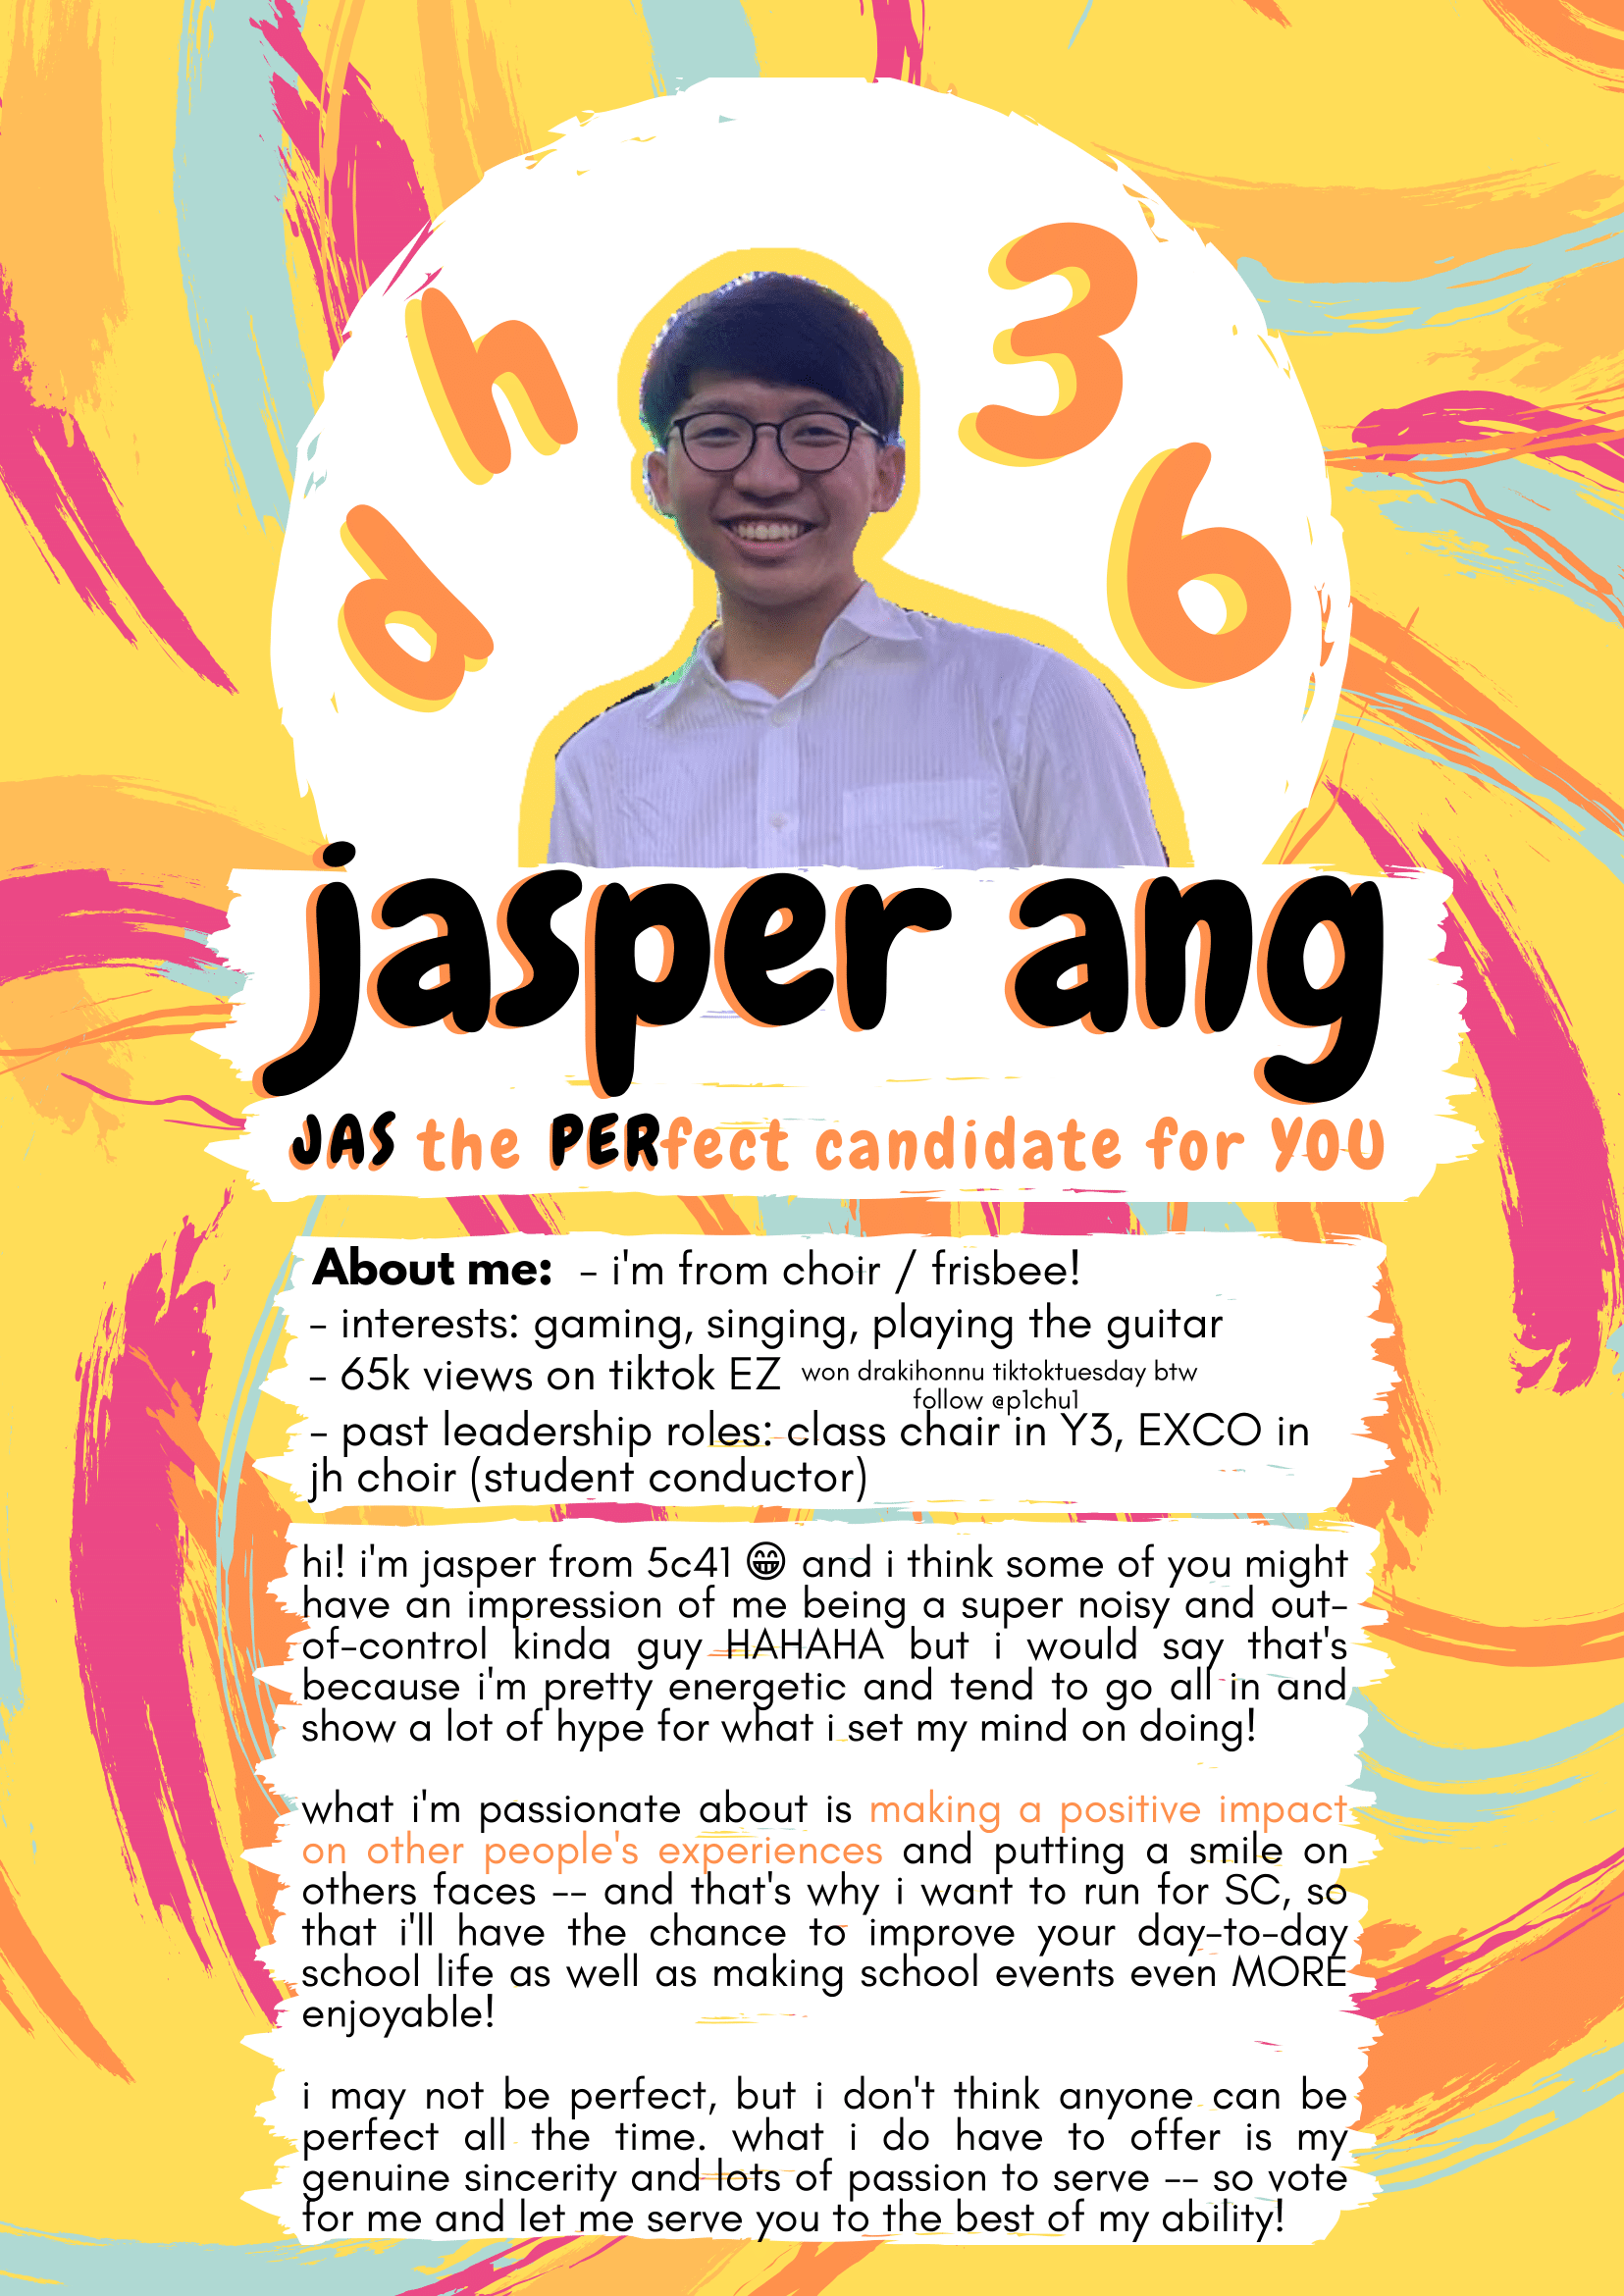 dh 36
jasper ang
JAS the PERfect candidate for YOU
About me: - i'm from choir / frisbee!
- interests: gaming, singing, playing the guitar
- 65k views on tiktok EZ won drakihonnu tiktoktuesday btw
follow @p1chu1
- past leadership roles: class chair in Y3, EXCO in
jh choir (student conductor)
hi! i'm jasper from 5c41 😁 and i think some of you might
have an impression of me being a super noisy and out-
of-control kinda guy HAHAHA but i would say that's
because i'm pretty energetic and tend to go all in and
show a lot of hype for what i set my mind on doing!
what i'm passionate about is making a positive impact
on other people's experiences and putting a smile on
others faces -- and that's why i want to run for SC, so
that i'll have the chance to improve your day-to-day
school life as well as making school events even MORE
enjoyable!
i may not be perfect, but i don't think anyone can be
perfect all the time. what i do have to offer is my
genuine sincerity and lots of passion to serve -- so vote
for me and let me serve you to the best of my ability!